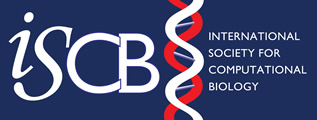 iSCB
INTERNATIONAL
SOCIETY FOR
COMPUTATIONAL
BIOLOGY